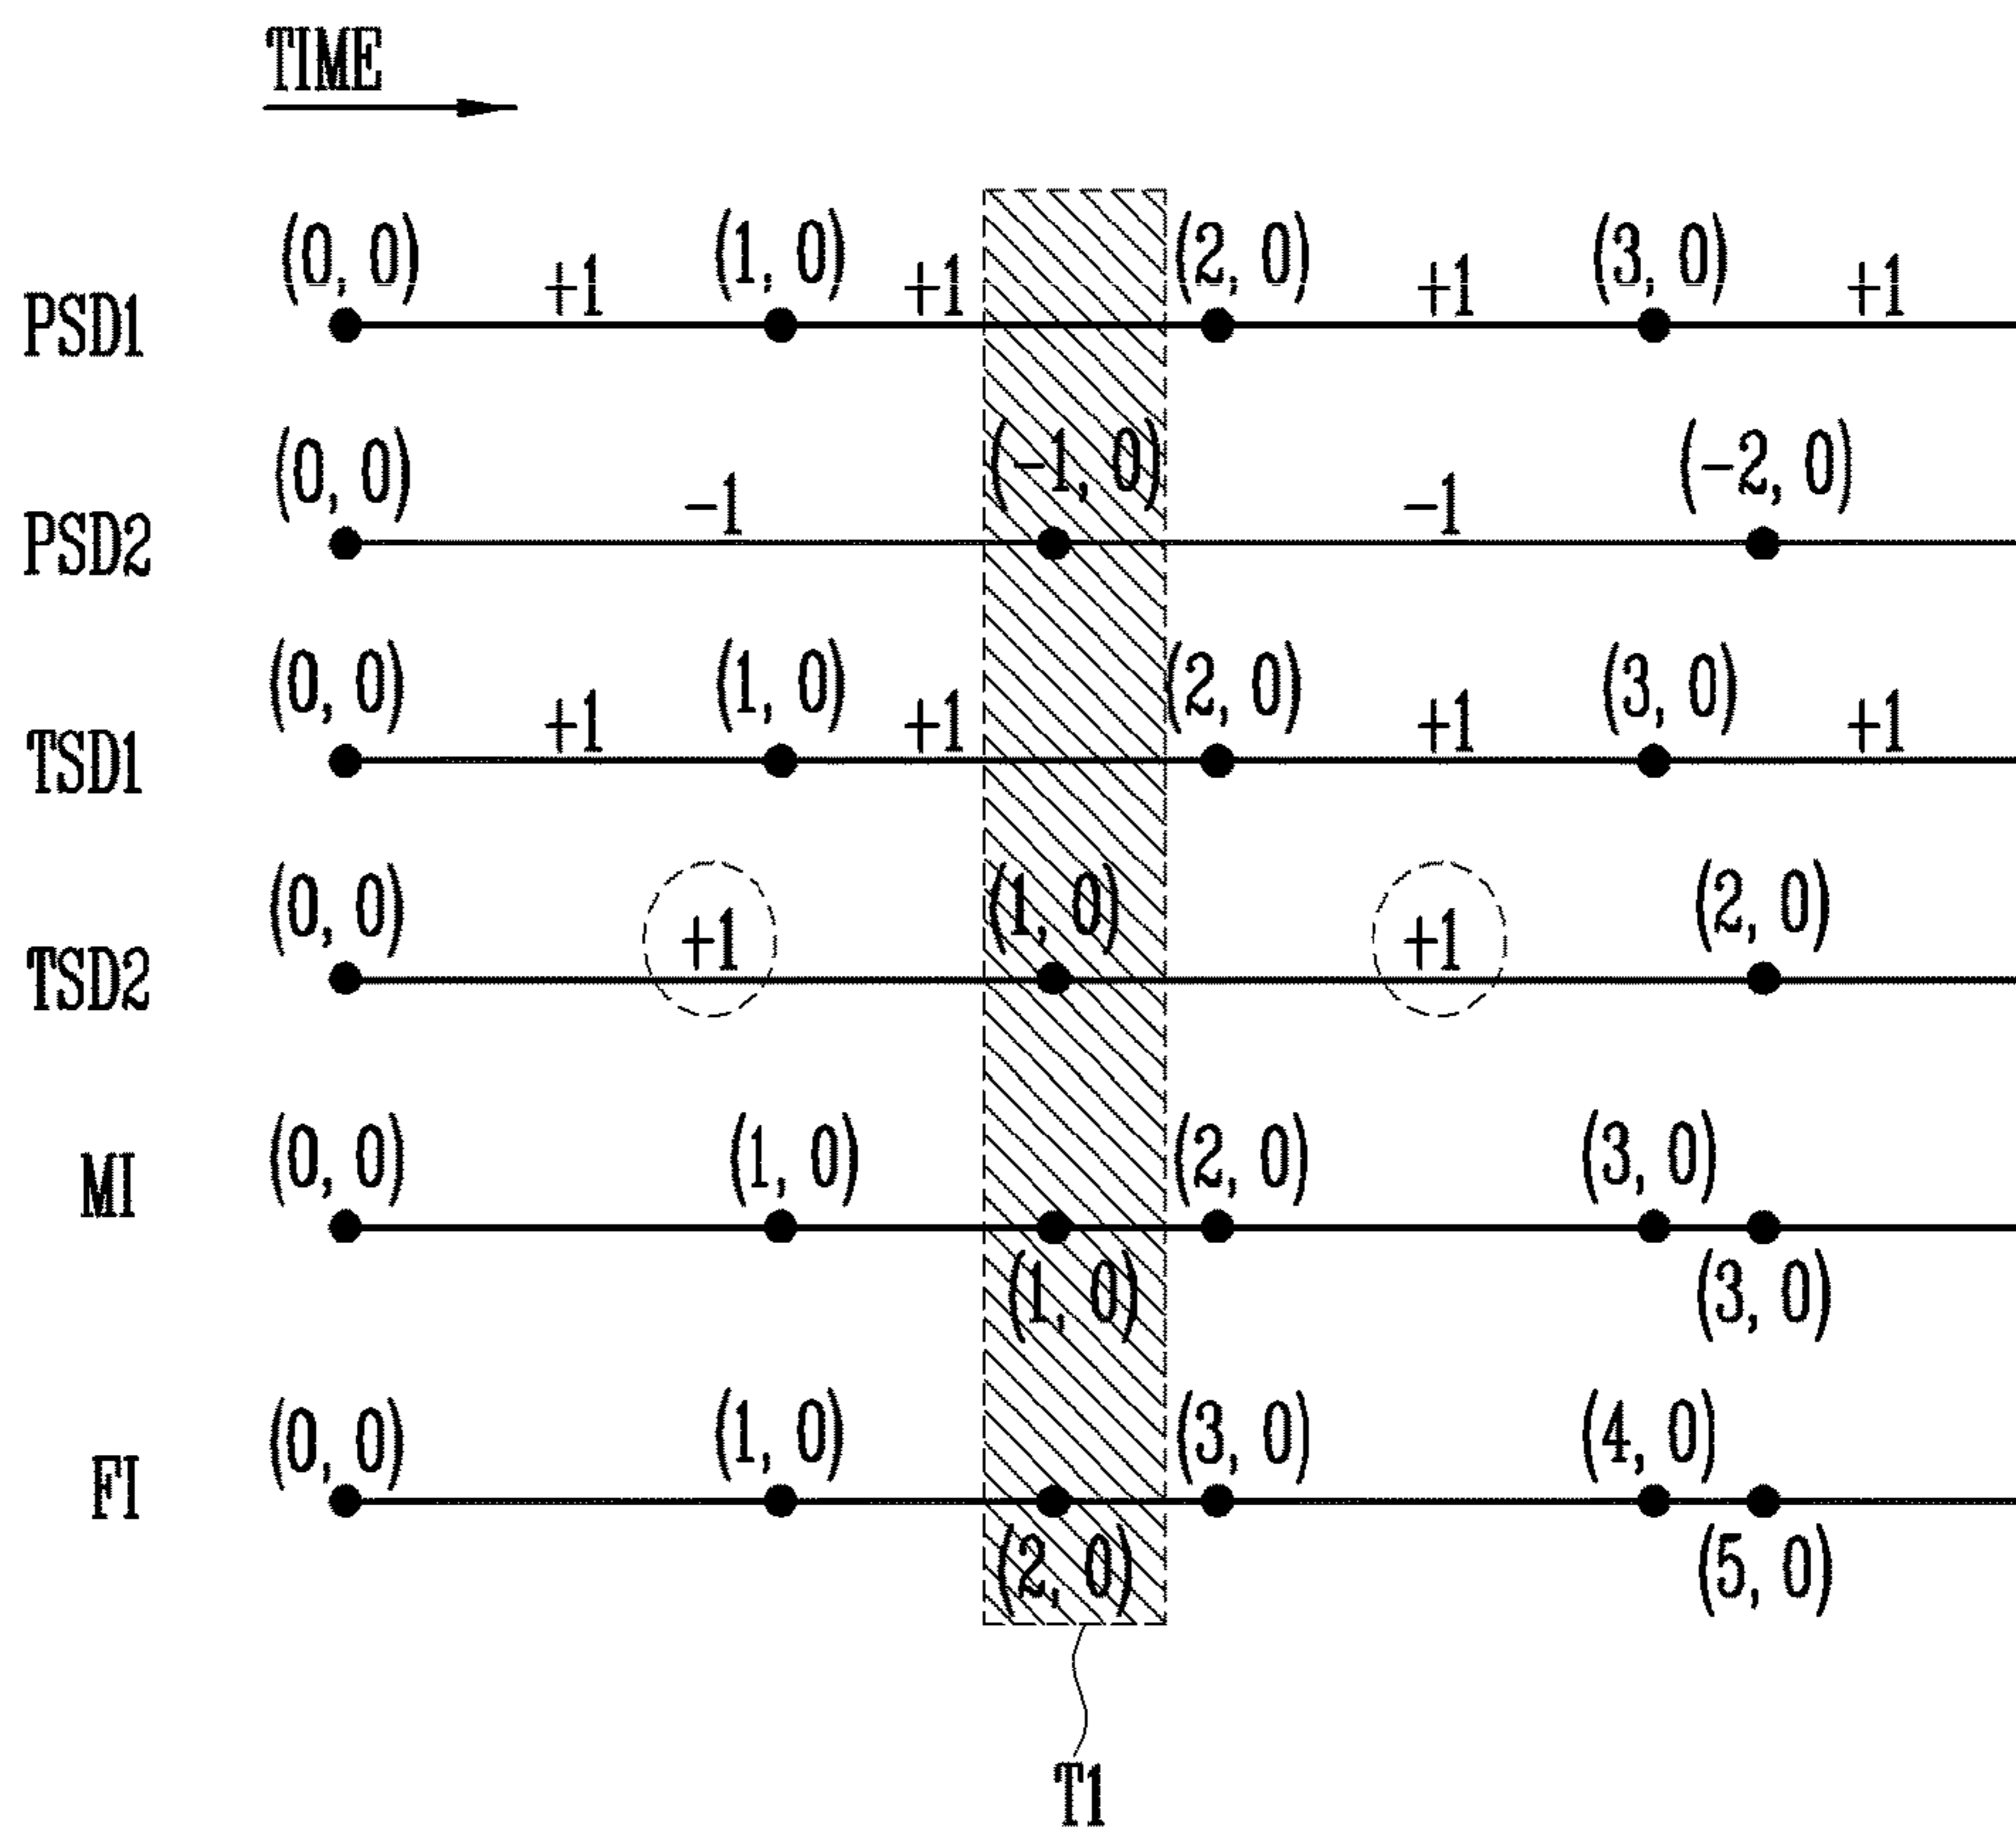 TIME
(0, 0) (1, 0) (2, 0) (3, 0)
PSD1 +1 +1 +1 +1
(0, 0) (-1, 0) (-2, 0)
PSD2 -1 -1
(0, 0) (1, 0) (2, 0) (3, 0)
TSD1 +1 +1 +1 +1
(0, 0) (1, 0) (2, 0)
TSD2 +1 +1
(0, 0) (1, 0) (2, 0) (3, 0)
MI
(1, 0) (3, 0)
(0, 0) (1, 0) (3, 0) (4, 0)
FI
(2, 0) (5, 0)
T1